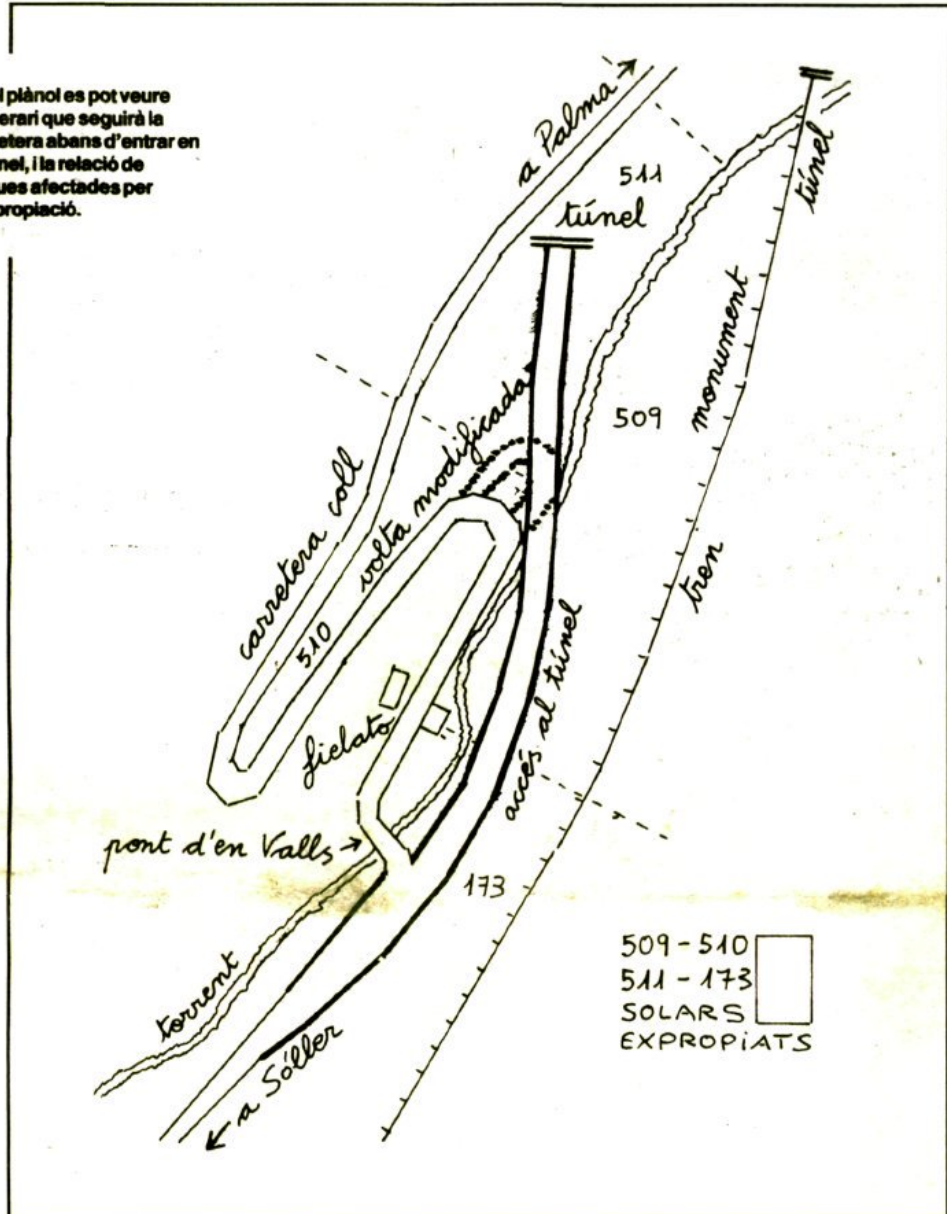 l plànol es pot veure
erari que seguirà la
etera abans d'entrar en
nel, i la relació de
ues afectades per
propiació.
a Palma
511
túnel
túnel
monument
509
volta modificada
carretera coll
tren
510
fielato
accés al túnel
pont d'en Valls
173
torrent
509-510
511-173
SOLARS
EXPROPiATS
a Sóller